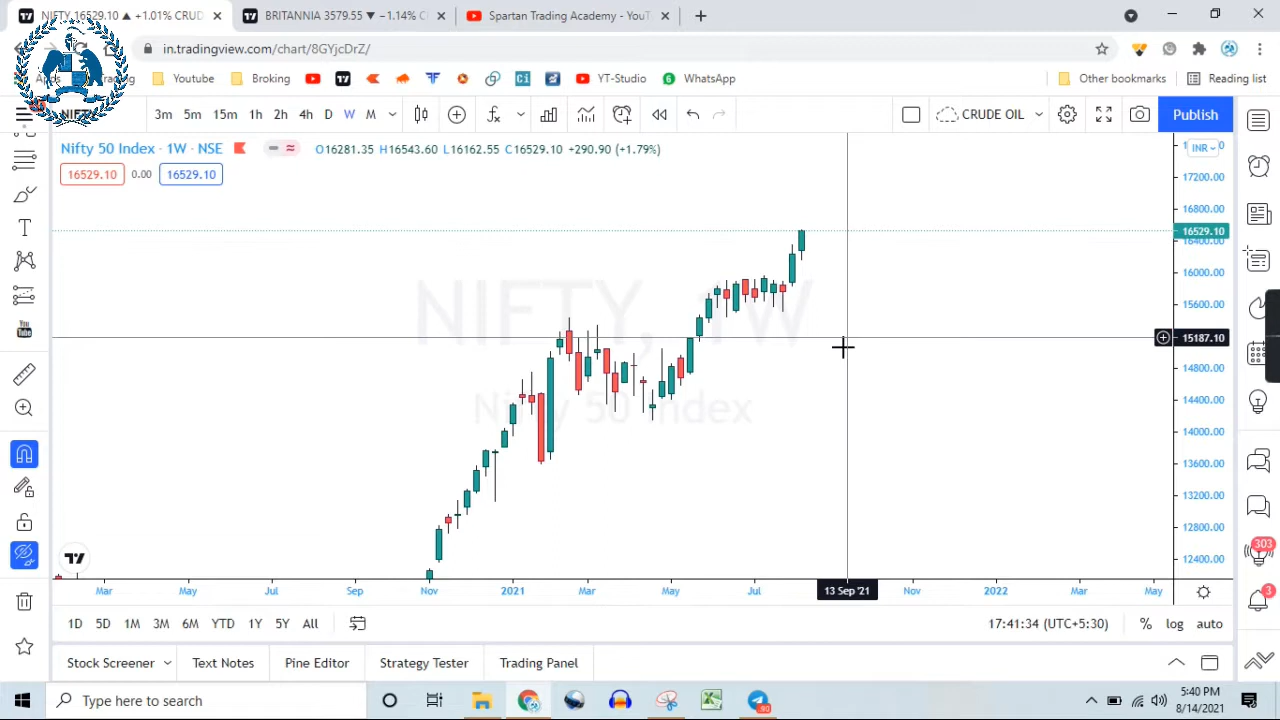 NIFTY 16529.10 ▲ +1.01% CRUD
BRITANNIA 3579.55 ▼ −1.14% C
Spartan Trading Academy - YouT
in.tradingview.com/chart/8GYjcDrZ/
Youtube
Broking
YT-Studio
WhatsApp
Other bookmarks
Reading list
NIFTY
3m 5m 15m 1h 2h 4h D W M
CRUDE OIL
Publish
Nifty 50 Index · 1W · NSE
O16281.35 H16543.60 L16162.55 C16529.10 +290.90 (+1.79%)
INR
16529.10 0.00 16529.10
17200.00
16800.00
16529.10
16400.00
16000.00
15600.00
15187.10
14800.00
14400.00
14000.00
13600.00
13200.00
12800.00
12400.00
NIFTY, 1W
Nifty 50 Index
Mar May Jul Sep Nov 2021 Mar May Jul 13 Sep '21 Nov 2022 Mar May
1D 5D 1M 3M 6M YTD 1Y 5Y All
17:41:34 (UTC+5:30) % log auto
Stock Screener Text Notes Pine Editor Strategy Tester Trading Panel
You Tube
303
3
Type here to search
80
5:40 PM
8/14/2021